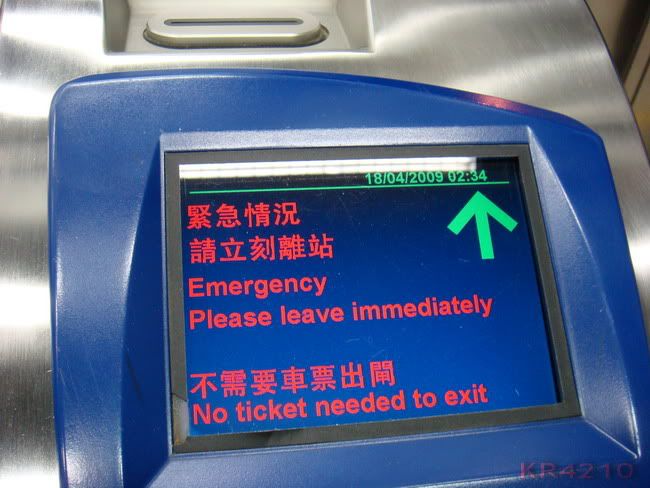 18/04/2009 02:34
緊急情況
請立刻離站
Emergency
Please leave immediately
不需要車票出閘
No ticket needed to exit
KR4210